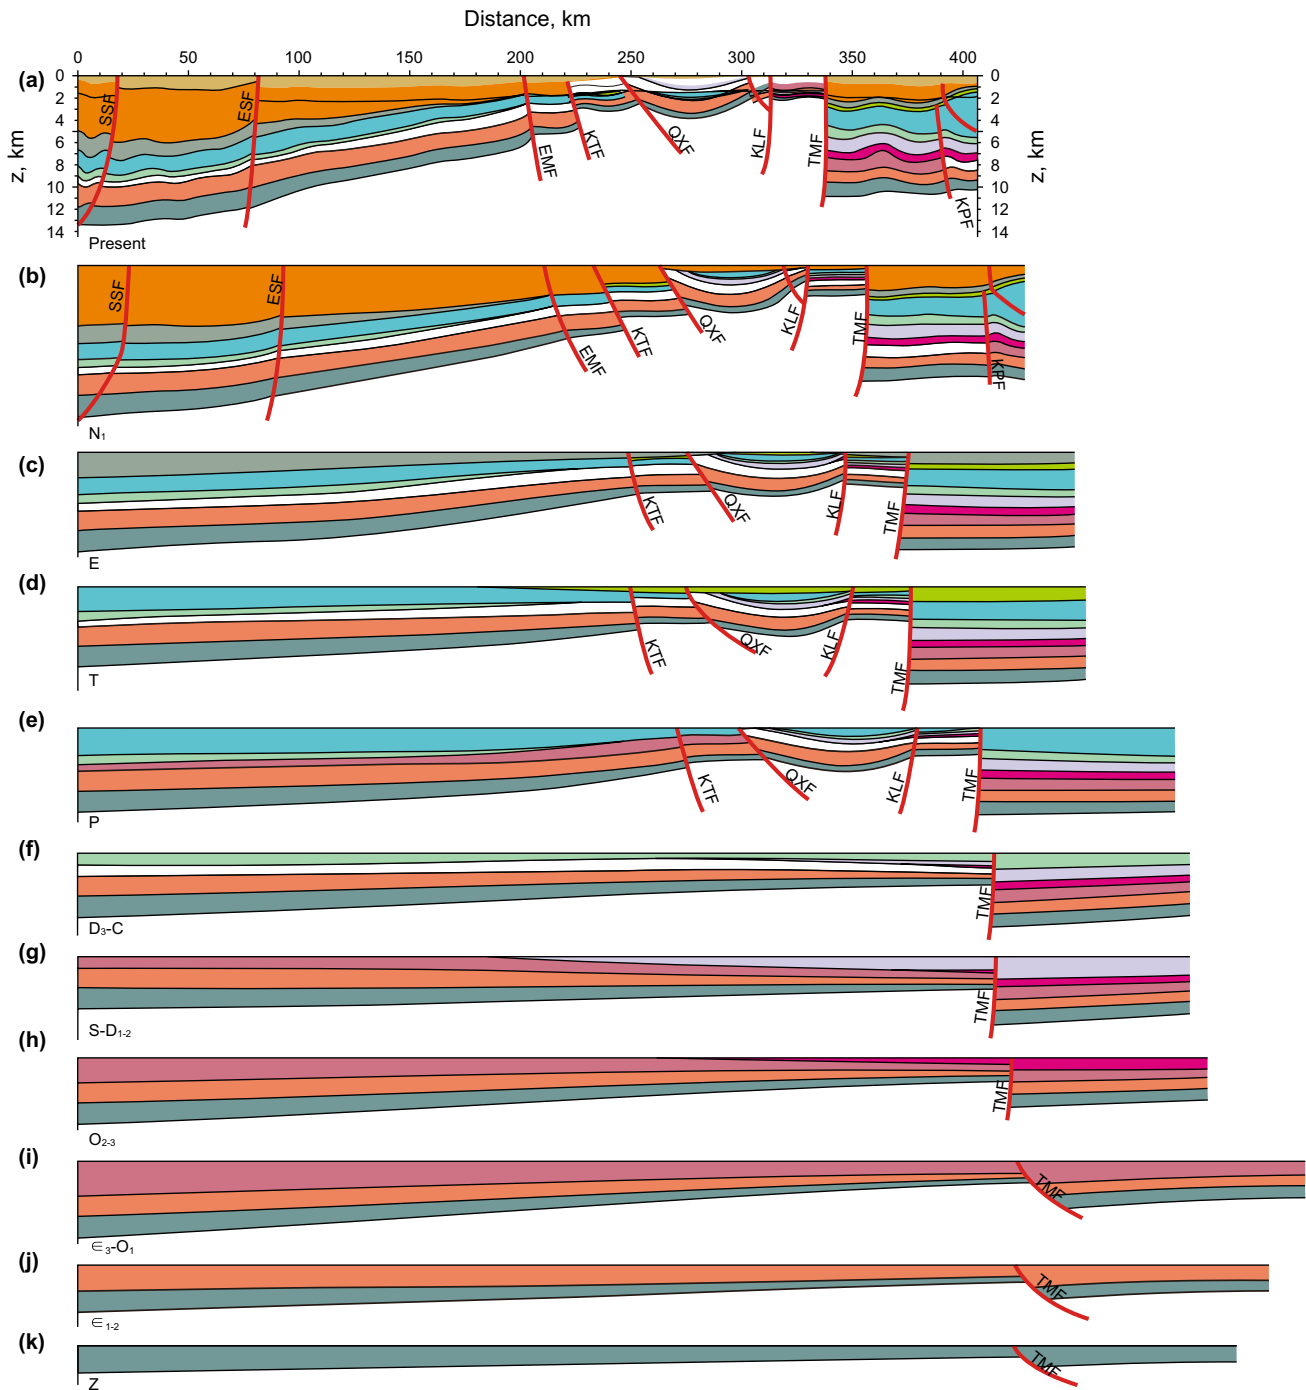 Distance, km
0 50 100 150 200 250 300 350 400
(a)
0 2 4 6 8 10 12 14
z, km
SSF ESF EMF KTF QXF KLF TMF KPF
0 2 4 6 8 10 12 14
z, km
Present
(b)
SSF ESF EMF KTF QXF KLF TMF KPF
N1
(c)
KTF QXF KLF TMF
E
(d)
KTF QXF KLF TMF
T
(e)
KTF QXF KLF TMF
P
(f)
TMF
D3-C
(g)
TMF
S-D1-2
(h)
TMF
O2-3
(i)
TMF
∈3-O1
(j)
TMF
∈1-2
(k)
TMF
Z